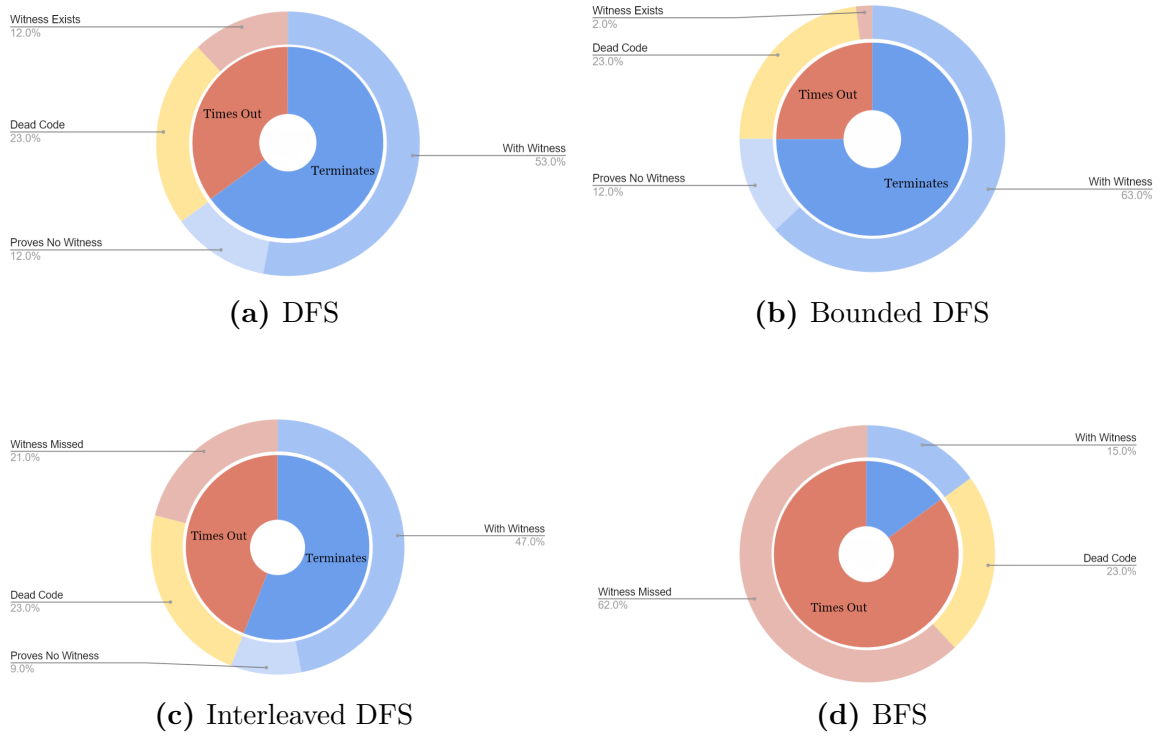 Witness Exists
12.0%
Dead Code
23.0%
Times Out
Terminates
With Witness
53.0%
Proves No Witness
12.0%
(a) DFS
Witness Exists
2.0%
Dead Code
23.0%
Times Out
Proves No Witness
12.0%
Terminates
With Witness
63.0%
(b) Bounded DFS
Witness Missed
21.0%
With Witness
47.0%
Times Out
Terminates
Dead Code
23.0%
Proves No Witness
9.0%
(c) Interleaved DFS
With Witness
15.0%
Dead Code
23.0%
Witness Missed
62.0%
Times Out
(d) BFS